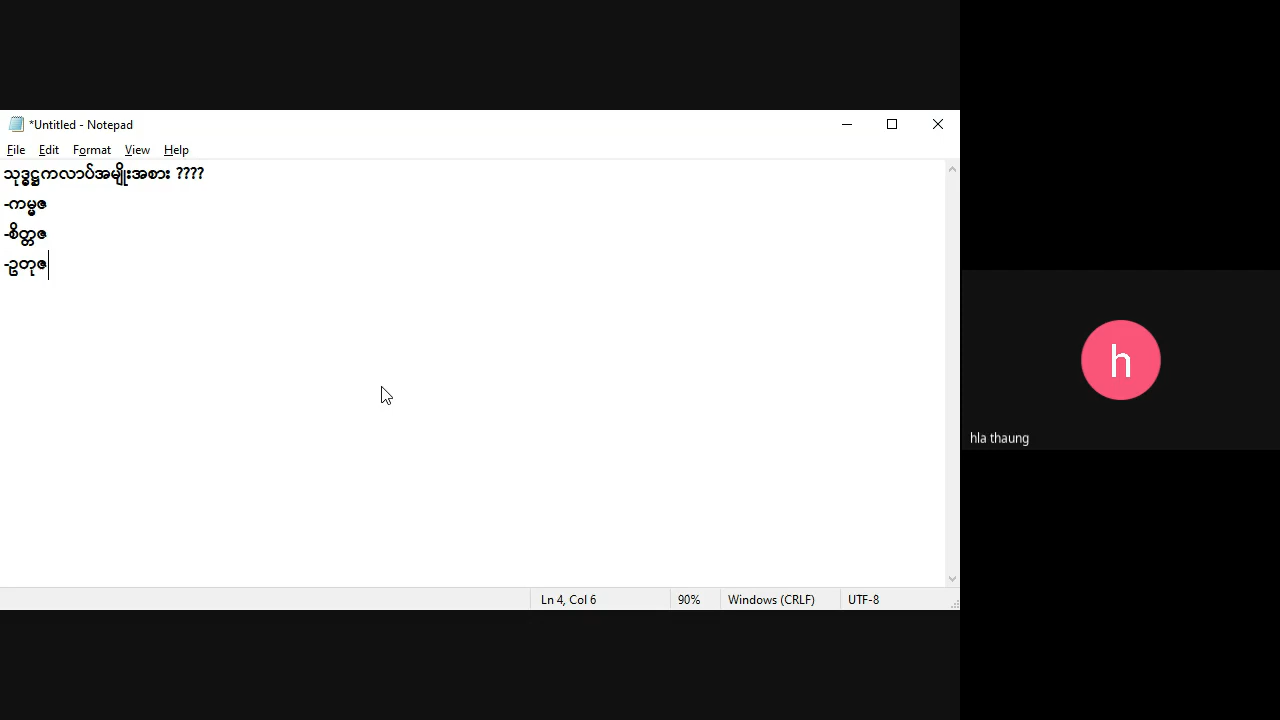 *Untitled - Notepad
File Edit Format View Help
သုဒ္ဓဋ္ဌကလာပ်အမျိုးအစား ????
-ကမ္မဇ
-စိတ္တဇ
-ဥတုဇ
h
hla thaung
Ln 4, Col 6 90% Windows (CRLF) UTF-8